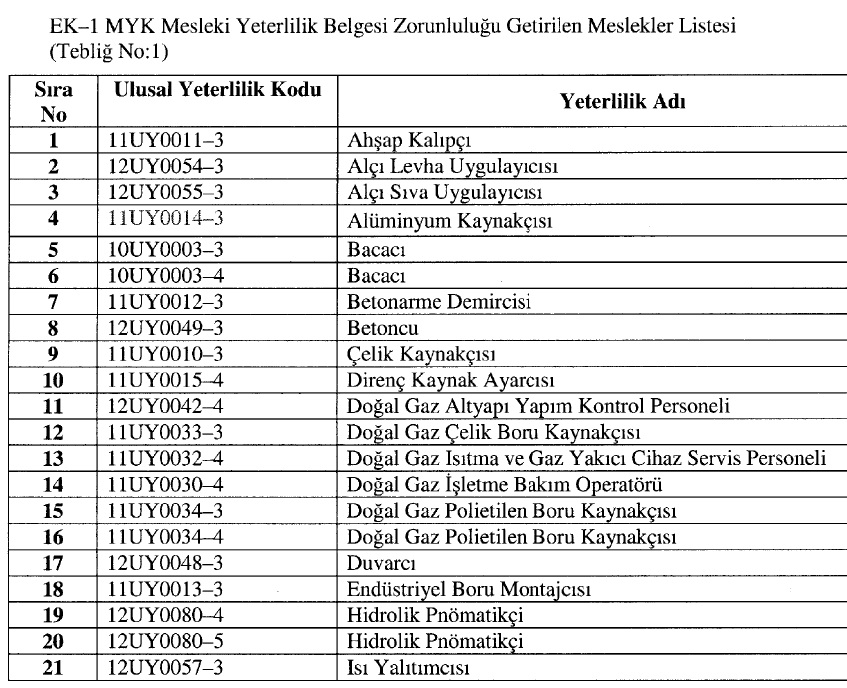 EK–1 MYK Mesleki Yeterlilik Belgesi Zorunluluğu Getirilen Meslekler Listesi
(Tebliğ No:1)
Sıra No Ulusal Yeterlilik Kodu Yeterlilik Adı
1 11UY0011–3 Ahşap Kalıpçı
2 12UY0054–3 Alçı Levha Uygulayıcısı
3 12UY0055–3 Alçı Sıva Uygulayıcısı
4 11UY0014–3 Alüminyum Kaynakçısı
5 10UY0003–3 Bacacı
6 10UY0003–4 Bacacı
7 11UY0012–3 Betonarme Demircisi
8 12UY0049–3 Betoncu
9 11UY0010–3 Çelik Kaynakçısı
10 11UY0015–4 Direnç Kaynak Ayarcısı
11 12UY0042–4 Doğal Gaz Altyapı Yapım Kontrol Personeli
12 11UY0033–3 Doğal Gaz Çelik Boru Kaynakçısı
13 11UY0032–4 Doğal Gaz Isıtma ve Gaz Yakıcı Cihaz Servis Personeli
14 11UY0030–4 Doğal Gaz İşletme Bakım Operatörü
15 11UY0034–3 Doğal Gaz Polietilen Boru Kaynakçısı
16 11UY0034–4 Doğal Gaz Polietilen Boru Kaynakçısı
17 12UY0048–3 Duvarcı
18 11UY0013–3 Endüstriyel Boru Montajcısı
19 12UY0080–4 Hidrolik Pnömatikçi
20 12UY0080–5 Hidrolik Pnömatikçi
21 12UY0057–3 Isı Yalıtımcısı